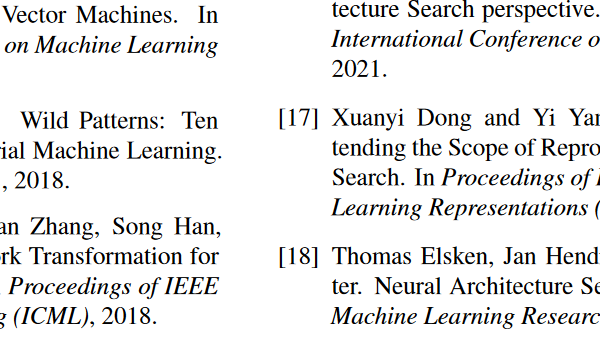 Vector Machines. In
on Machine Learning
Wild Patterns: Ten
rial Machine Learning.
, 2018.
an Zhang, Song Han,
ork Transformation for
Proceedings of IEEE
g (ICML), 2018.
tecture Search perspective.
International Conference o
2021.
[17] Xuanyi Dong and Yi Yan
tending the Scope of Repro
Search. In Proceedings of
Learning Representations (
[18] Thomas Elsken, Jan Hend
ter. Neural Architecture Se
Machine Learning Researc